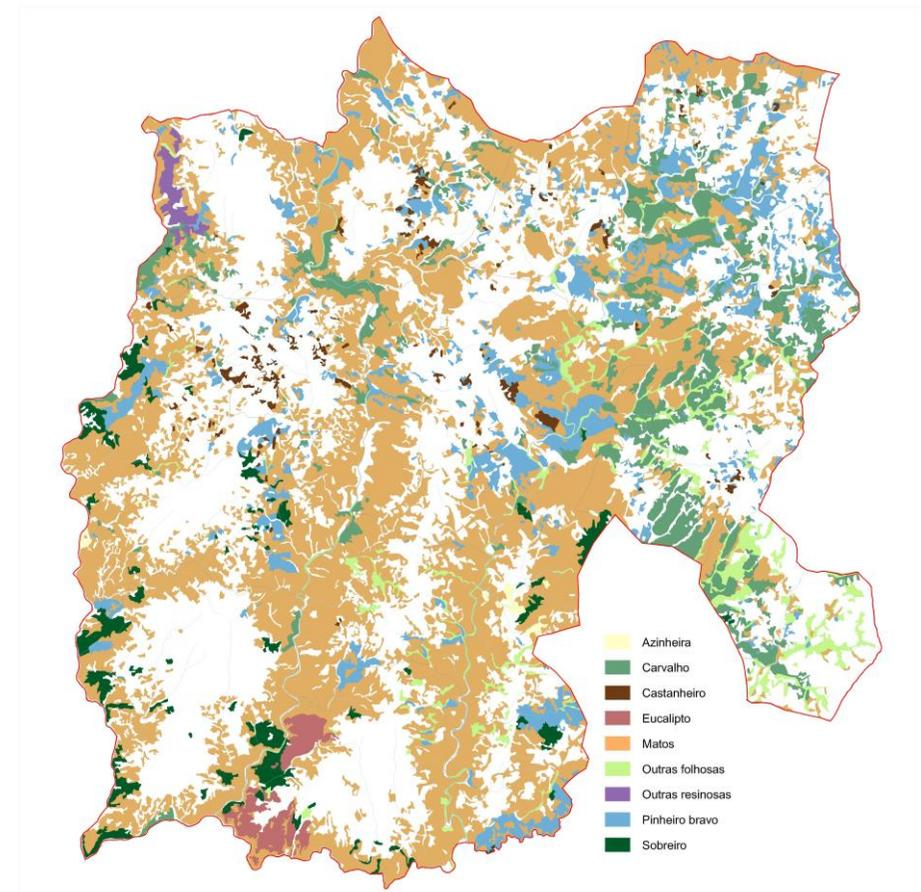 Azinheira
Carvalho
Castanheiro
Eucalipto
Matos
Outras folhosas
Outras resinosas
Pinheiro bravo
Sobreiro